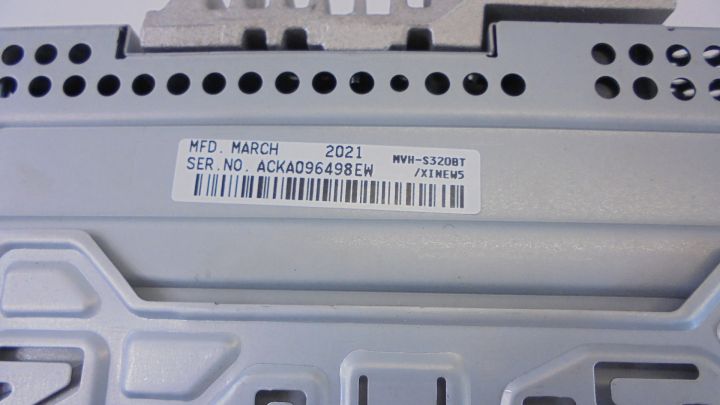 MFD. MARCH 2021
SER.NO. ACKA096498EW
MVH-S320BT
/XINEW5